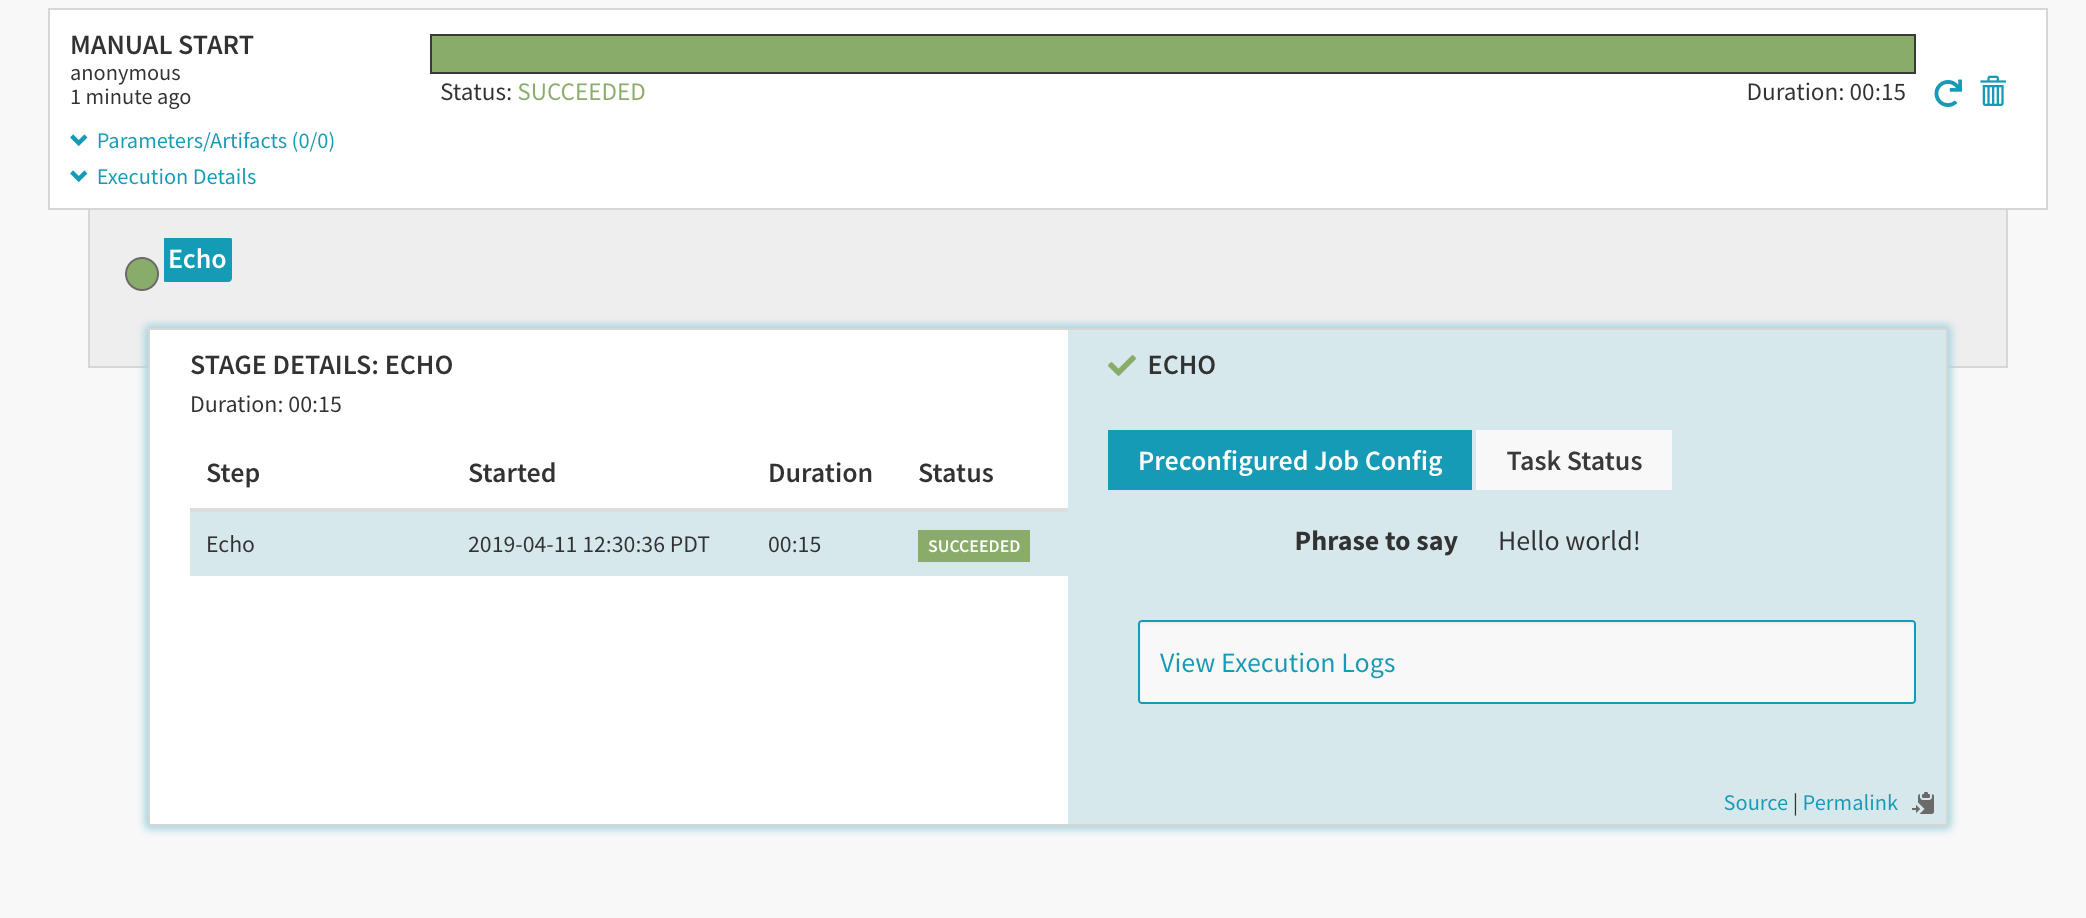 MANUAL START
anonymous
1 minute ago
Status: SUCCEEDED
Duration: 00:15
Parameters/Artifacts (0/0)
Execution Details
Echo
STAGE DETAILS: ECHO
Duration: 00:15
Step Started Duration Status
Echo 2019-04-11 12:30:36 PDT 00:15 SUCCEEDED
ECHO
Preconfigured Job Config Task Status
Phrase to say Hello world!
View Execution Logs
Source | Permalink